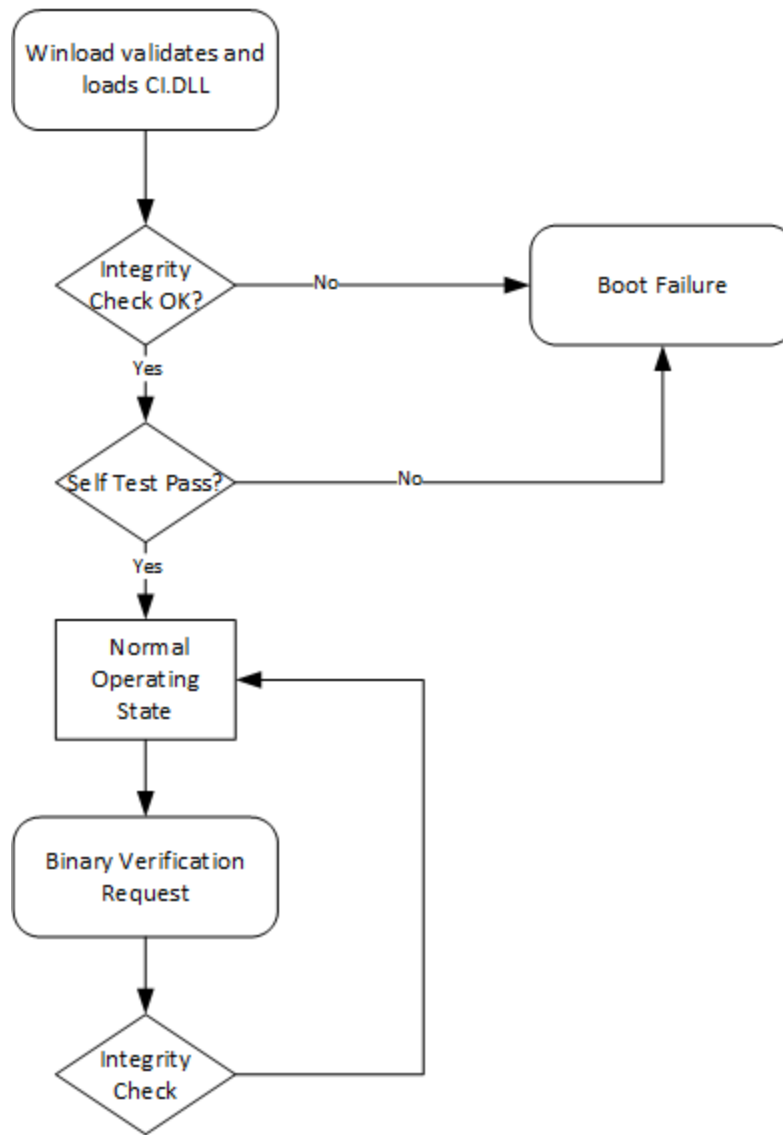 Winload validates and
loads CI.DLL
Integrity
Check OK?
No
Boot Failure
Yes
Self Test Pass?
No
Yes
Normal
Operating
State
Binary Verification
Request
Integrity
Check